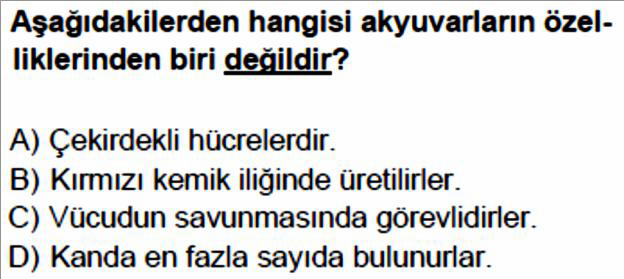 Aşağıdakilerden hangisi akyuvarların özel-
liklerinden biri değildir?
A) Çekirdekli hücrelerdir.
B) Kırmızı kemik iliğinde üretilirler.
C) Vücudun savunmasında görevlidirler.
D) Kanda en fazla sayıda bulunurlar.